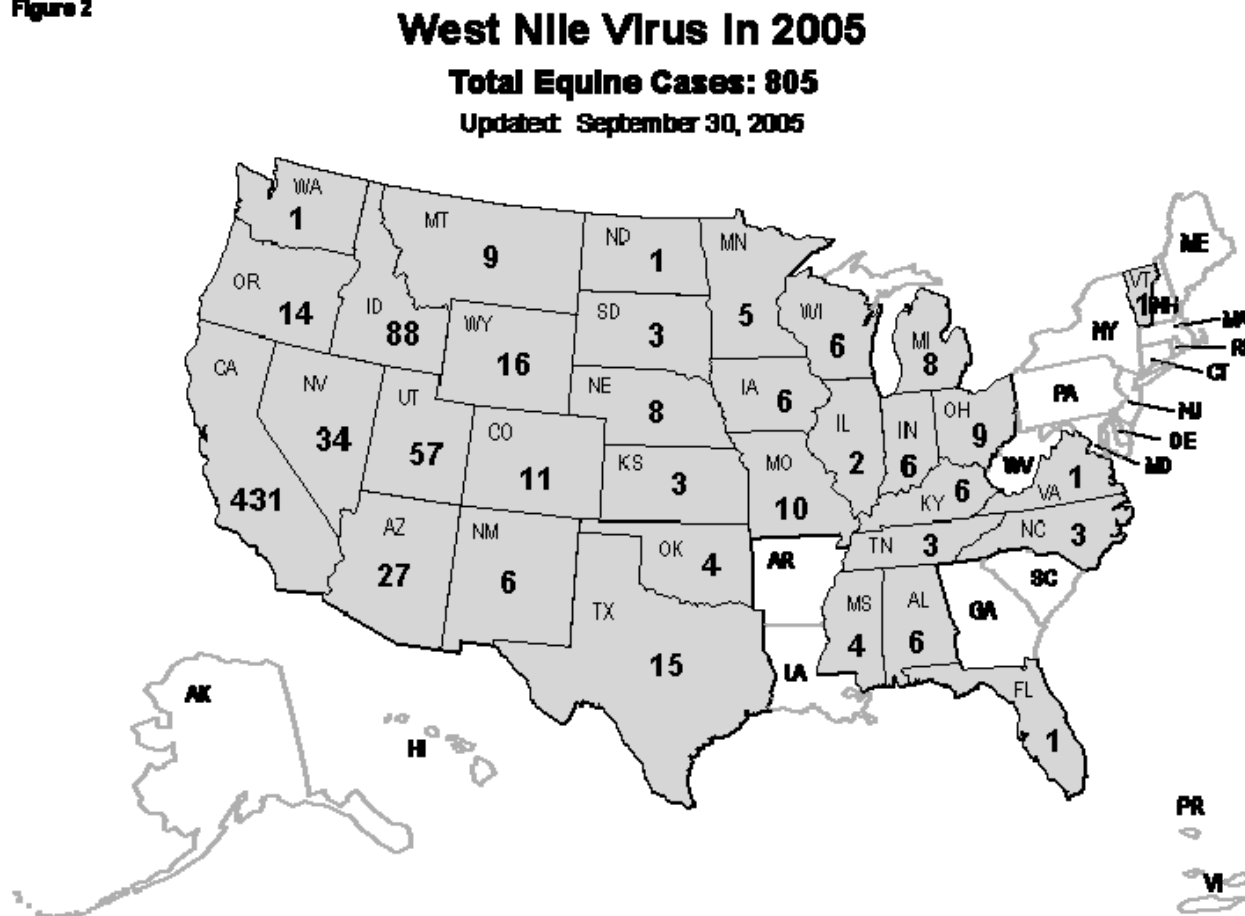 Figure 2
West Nile Virus In 2005
Total Equine Cases: 805
Updated: September 30, 2005
WA
1
MT
9
ND
1
MN
5
ME
VT
1
NH
OR
14
ID
88
WY
16
SD
3
WI
6
MI
8
NY
MA
RI
CT
CA
431
NV
34
UT
57
CO
11
NE
8
IA
6
IL
2
IN
6
OH
9
PA
NJ
DE
MD
WV
KS
3
MO
10
KY
6
VA
1
AZ
27
NM
6
OK
4
AR
TN
3
NC
3
SC
TX
15
MS
4
AL
6
GA
LA
FL
1
AK
HI
PR
VI